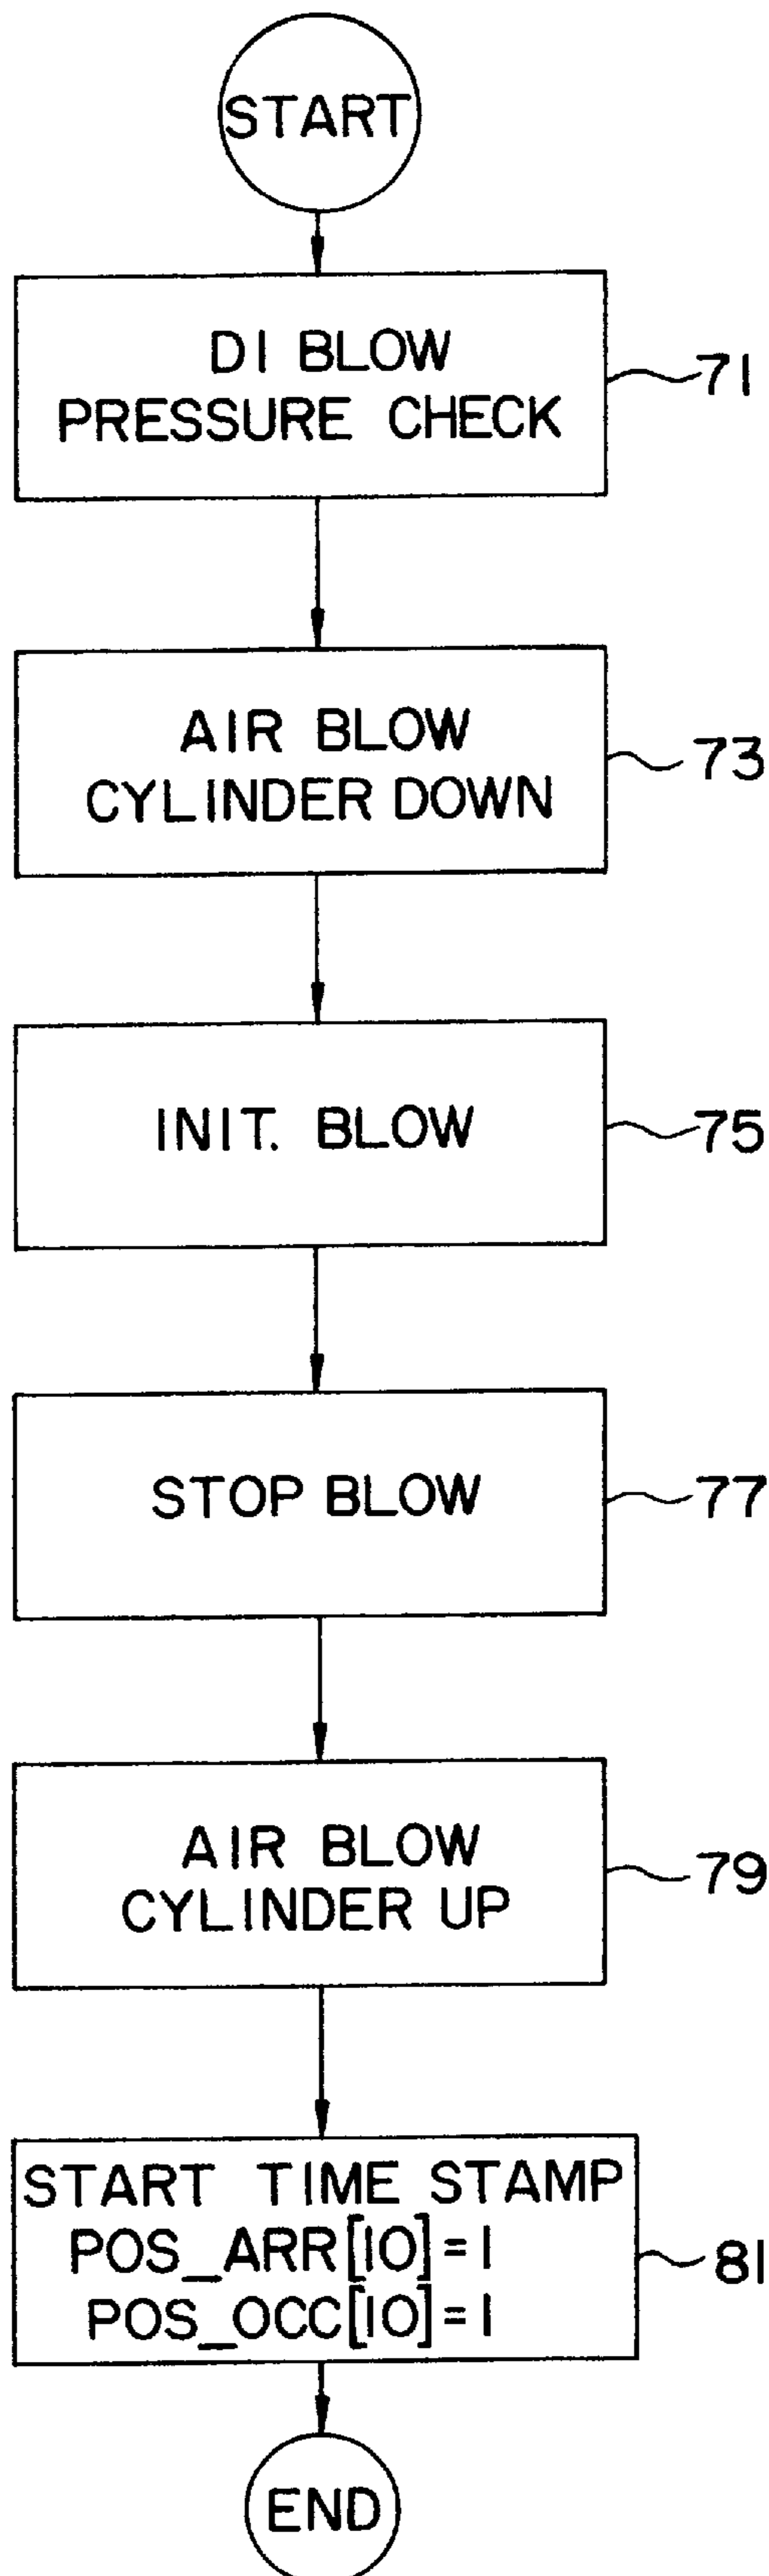 START
DI BLOW
PRESSURE CHECK
71
AIR BLOW
CYLINDER DOWN
73
INIT. BLOW
75
STOP BLOW
77
AIR BLOW
CYLINDER UP
79
START TIME STAMP
POS_ARR[10]=1
POS_OCC[10]=1
81
END